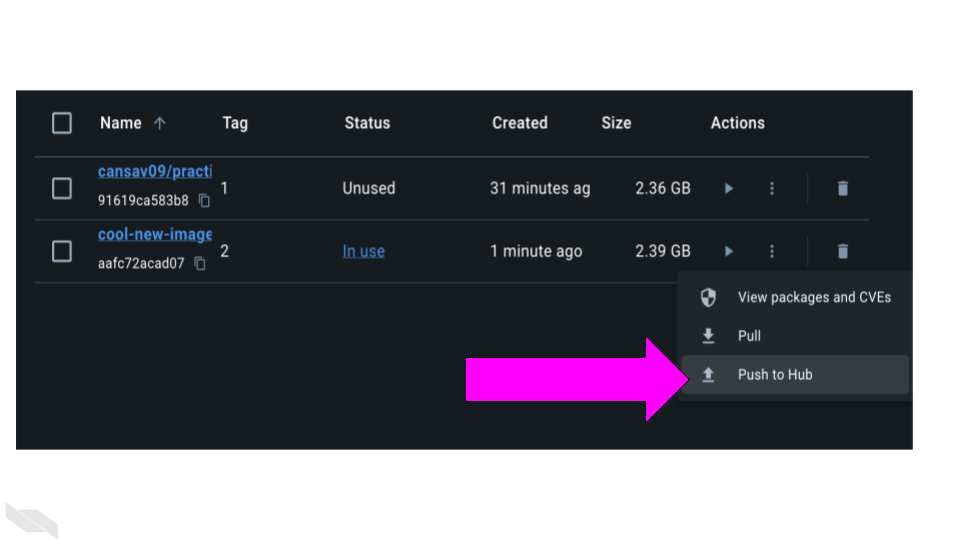 Name Tag Status Created Size Actions
cansav09/practi
91619ca583b8
1 Unused 31 minutes ag 2.36 GB
cool-new-image
aafc72acad07
2 In use 1 minute ago 2.39 GB
View packages and CVEs
Pull
Push to Hub